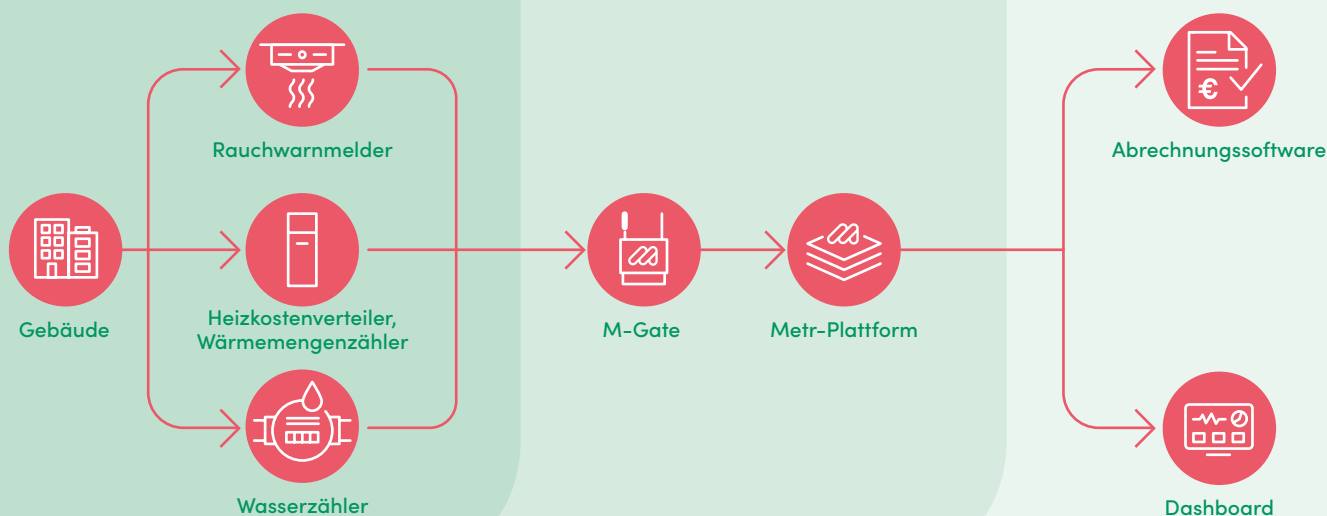 Rauchwarnmelder
Abrechnungssoftware
€
Gebäude
Heizkostenverteiler,
Wärmemengenzähler
M-Gate
Metr-Plattform
Wasserzähler
Dashboard